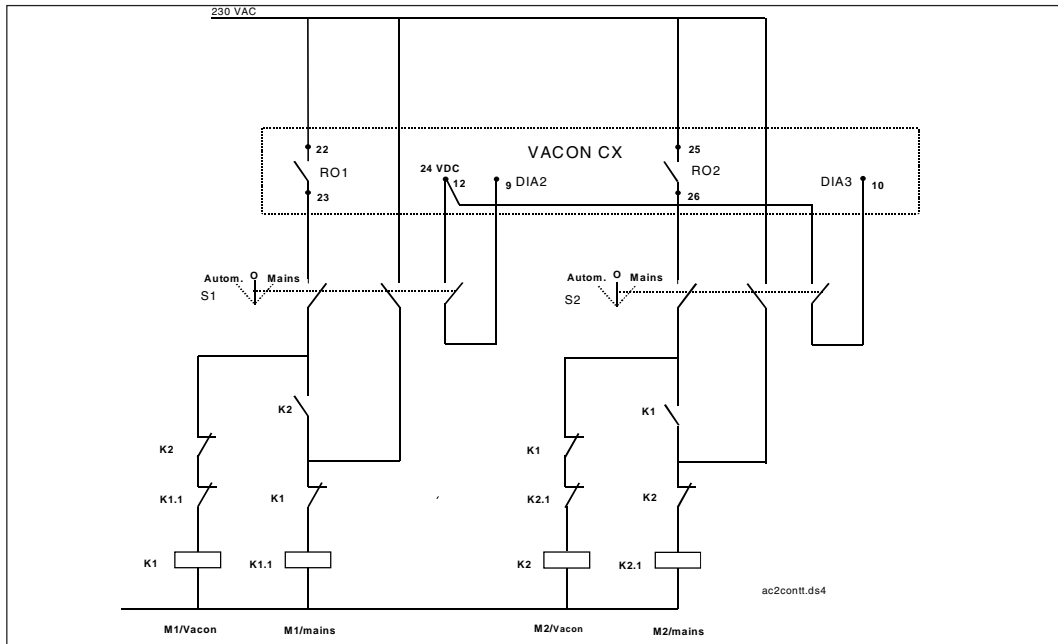 230 VAC
22
25
VACON CX
RO1
24 VDC
12
9 DIA2
RO2
DIA3 10
23
26
Autom. O Mains
S1
Autom. O Mains
S2
K2
K1
K2
K1
K1.1
K1
K2.1
K2
K1
K1.1
K2
K2.1
ac2contt.ds4
M1/Vacon
M1/mains
M2/Vacon
M2/mains